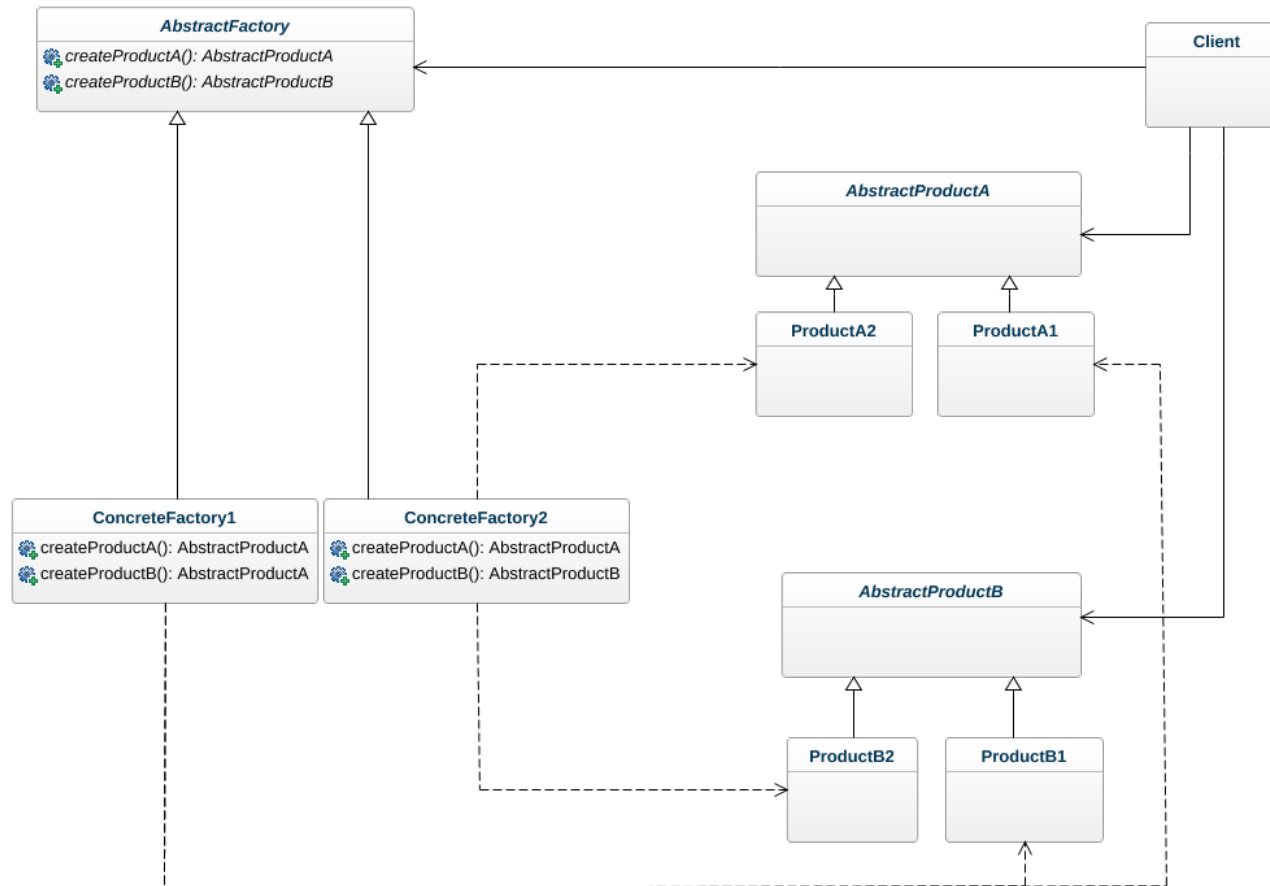 AbstractFactory
createProductA(): AbstractProductA
createProductB(): AbstractProductB
Client
AbstractProductA
ProductA2
ProductA1
ConcreteFactory1
createProductA(): AbstractProductA
createProductB(): AbstractProductA
ConcreteFactory2
createProductA(): AbstractProductA
createProductB(): AbstractProductB
AbstractProductB
ProductB2
ProductB1